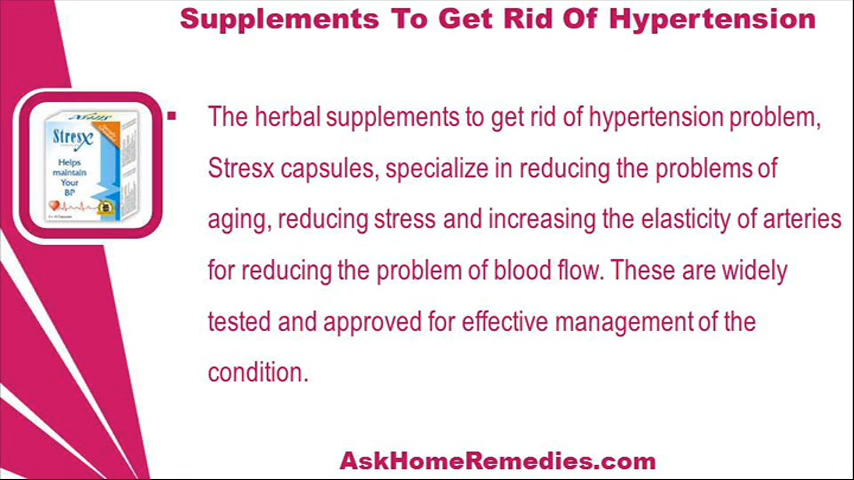 Supplements To Get Rid Of Hypertension
The herbal supplements to get rid of hypertension problem,
Stresx capsules, specialize in reducing the problems of
aging, reducing stress and increasing the elasticity of arteries
for reducing the problem of blood flow. These are widely
tested and approved for effective management of the
condition.
Stresx
Helps
maintain
Your
BP
AskHomeRemedies.com